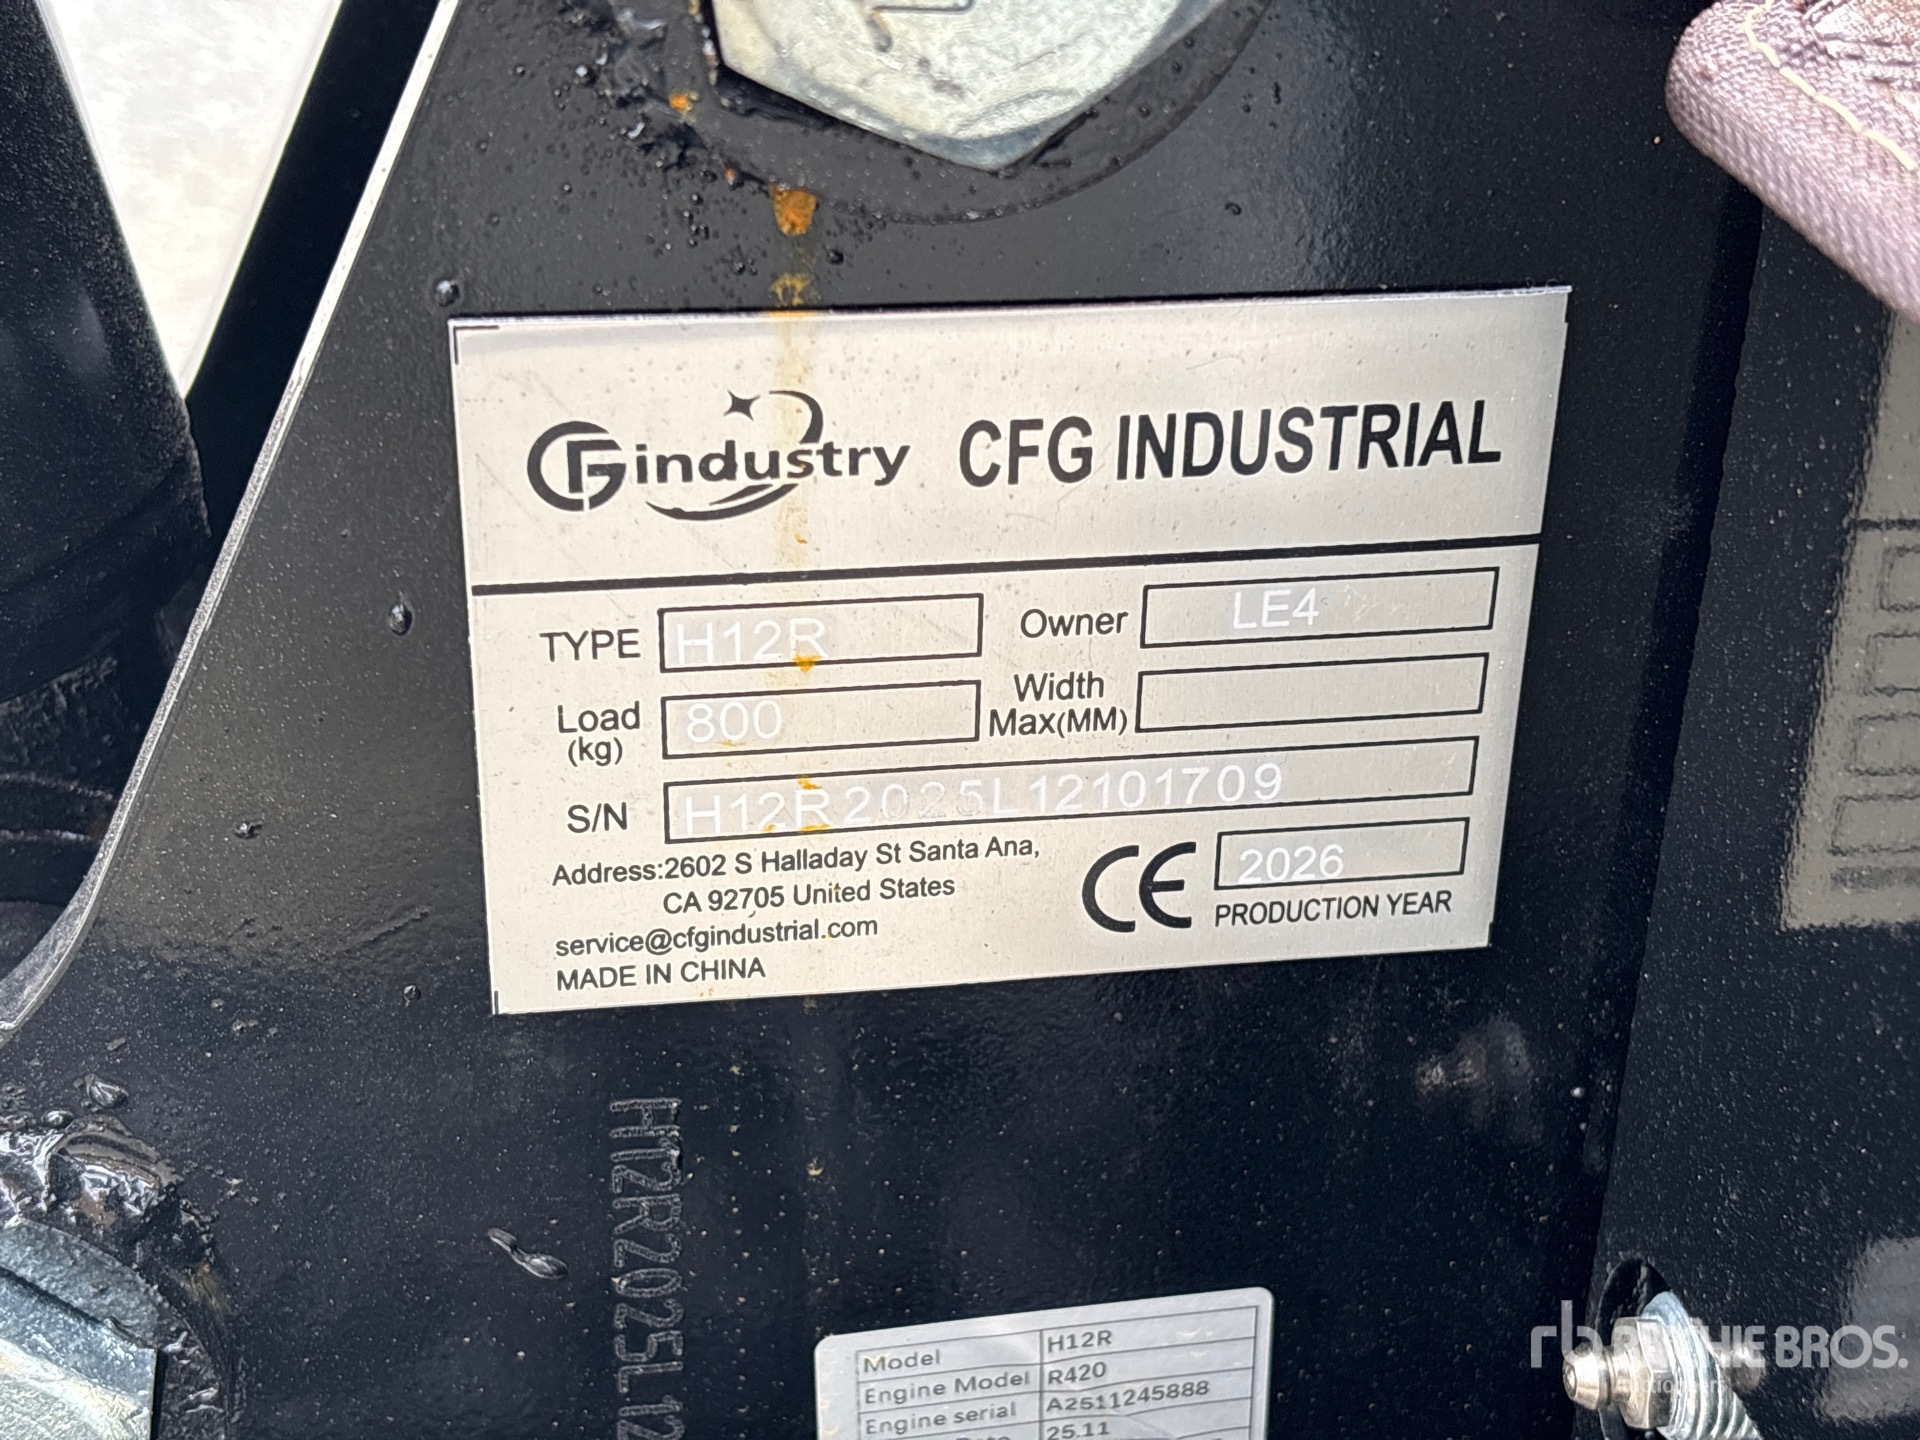 CFG industry CFG INDUSTRIAL
TYPE H12R Owner LE4
Load (kg) 800 Width Max(MM)
S/N H12R2025L12101709
Address:2602 S Halladay St Santa Ana,
CA 92705 United States
service@cfgindustrial.com
MADE IN CHINA
CE 2026
PRODUCTION YEAR
H12R2025L12
Model H12R
Engine Model R420
Engine serial A2511245888
25.11
RITCHIE BROS.